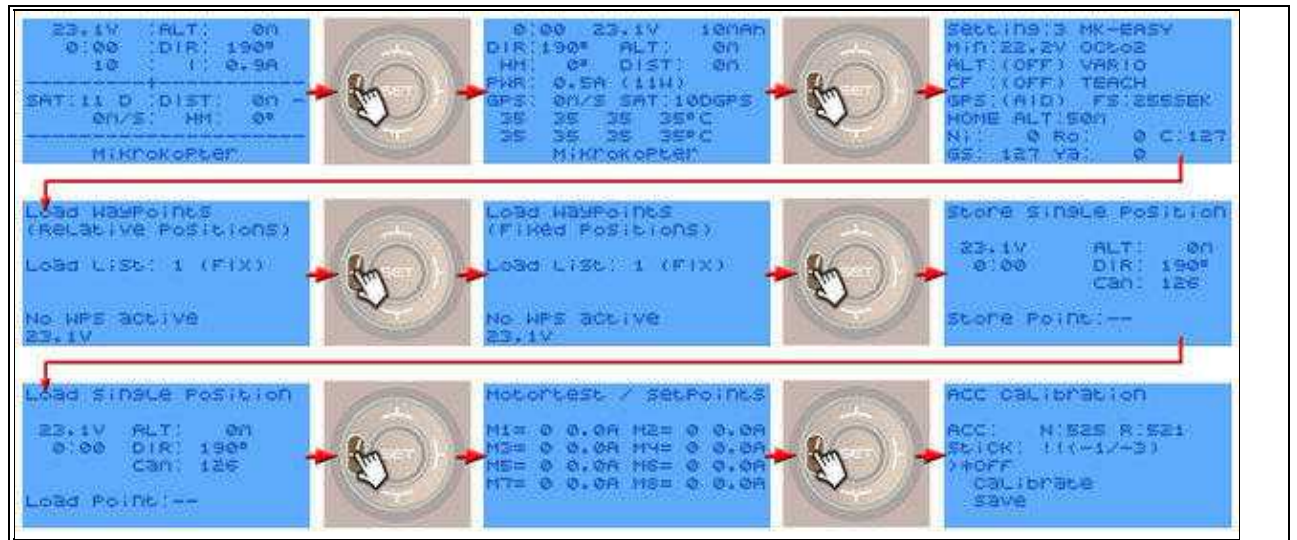 23.1V :ALT: 0m
0:00 :DIR: 190°
10 : I: 0.9A
SAT:11 D :DIST: 0m
0m/s: HM: 0°
MikroKopter
SET
0:00 23.1V 10mAh
DIR:190° ALT: 0m
HM: 0° DIST: 0m
PWR: 0.5A (11W)
GPS: 0m/s SAT:10DGPS
35 35 35 35°C
35 35 35 35°C
MikroKopter
SET
Setting:3 MK-EASY
Min:22.2V Octo2
ALT:(OFF) VARIO
CF :(OFF) TEACH
GPS:(AID) FS:255SEK
HOME ALT:50m
Ni: 0 Ro: 0 C:127
GS: 127 Ya: 0
Load WayPoints
(Relative Positions)
Load List: 1 (FIX)
No WPs active
23.1V
SET
Load WayPoints
(Fixed Positions)
Load List: 1 (FIX)
No WPs active
23.1V
SET
Store Single Position
23.1V ALT: 0m
0:00 DIR: 190°
Can: 126
Store Point:--
Load Single Position
23.1V ALT: 0m
0:00 DIR: 190°
Can: 126
Load Point:--
SET
Motortest / SetPoints
M1= 0 0.0A M2= 0 0.0A
M3= 0 0.0A M4= 0 0.0A
M5= 0 0.0A M6= 0 0.0A
M7= 0 0.0A M8= 0 0.0A
SET
ACC Calibration
ACC: N:525 R:521
Stick: !((-1/-3)
>*OFF
Calibrate
Save